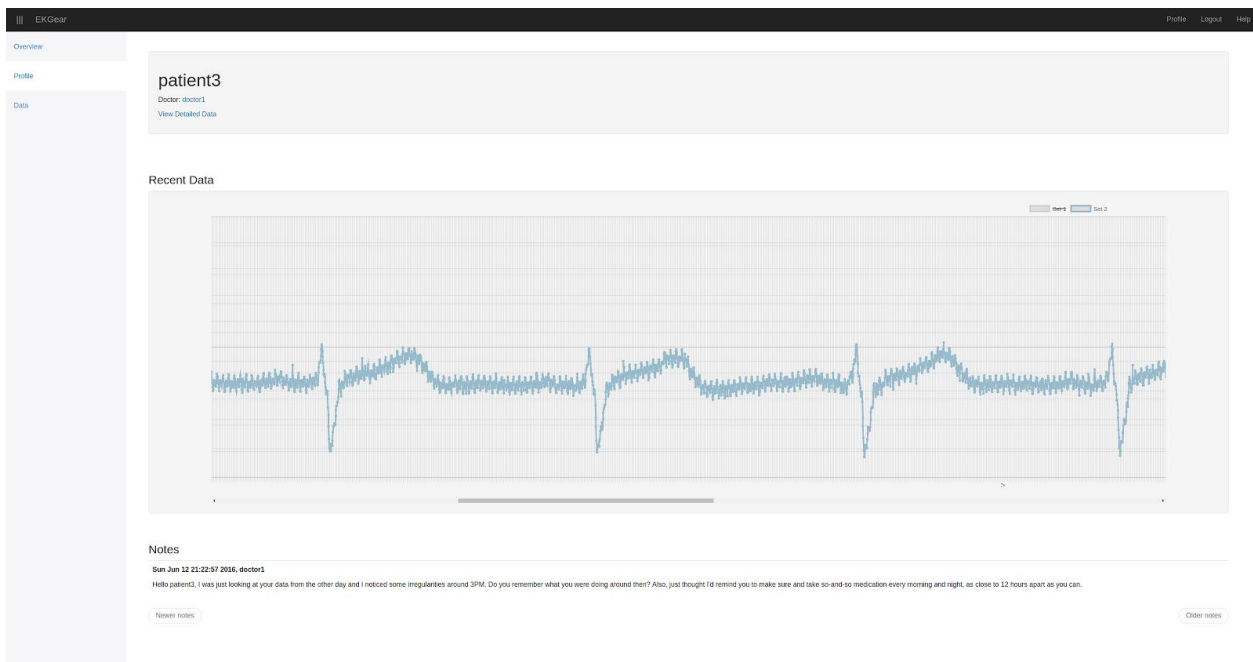 ||| EKGear
Profile Logout Help
Overview
Profile
Data
patient3
Doctor: doctor1
View Detailed Data
Recent Data
Set 1 Set 2
Notes
Sun Jun 12 21:22:57 2016, doctor1
Hello patient3, I was just looking at your data from the other day and I noticed some irregularities around 3PM. Do you remember what you were doing around then? Also, just thought I'd remind you to make sure and take so-and-so medication every morning and night, as close to 12 hours apart as you can.
Newer notes
Older notes